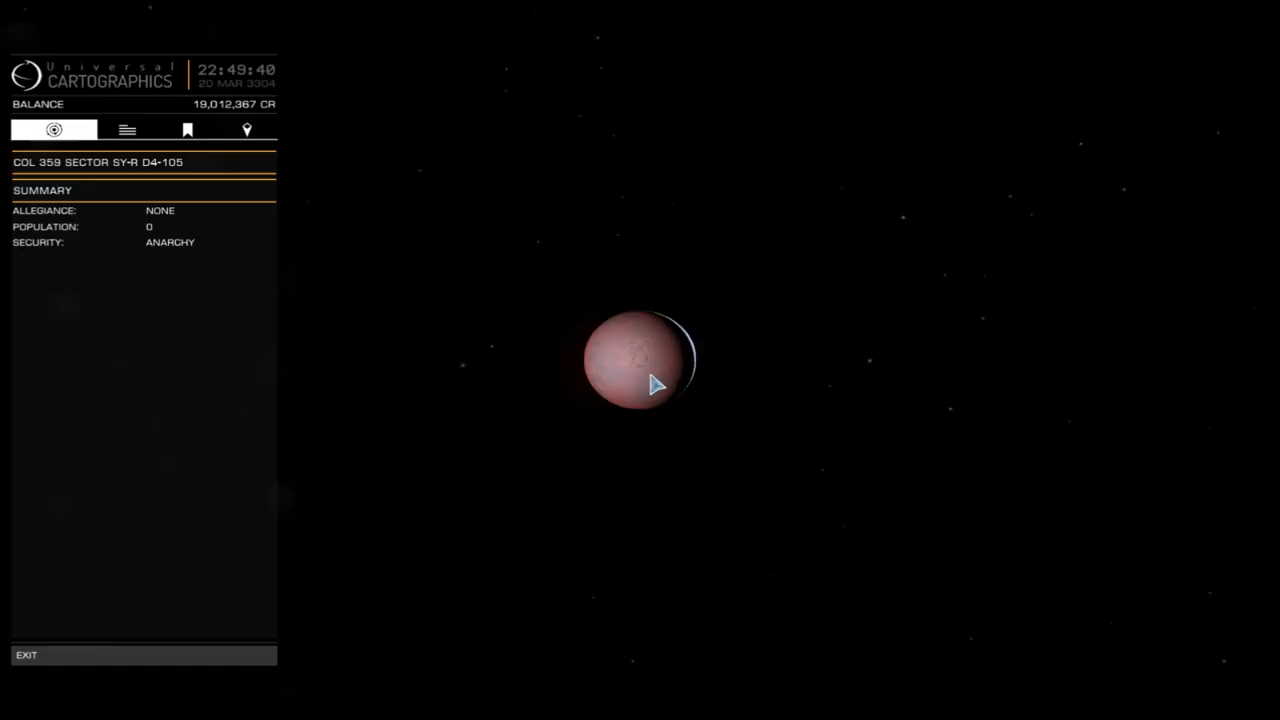 Universal
CARTOGRAPHICS
22:49:40
20 MAR 3304
BALANCE 19,012,367 CR
COL 359 SECTOR SY-R D4-105
SUMMARY
ALLEGIANCE: NONE
POPULATION: 0
SECURITY: ANARCHY
EXIT